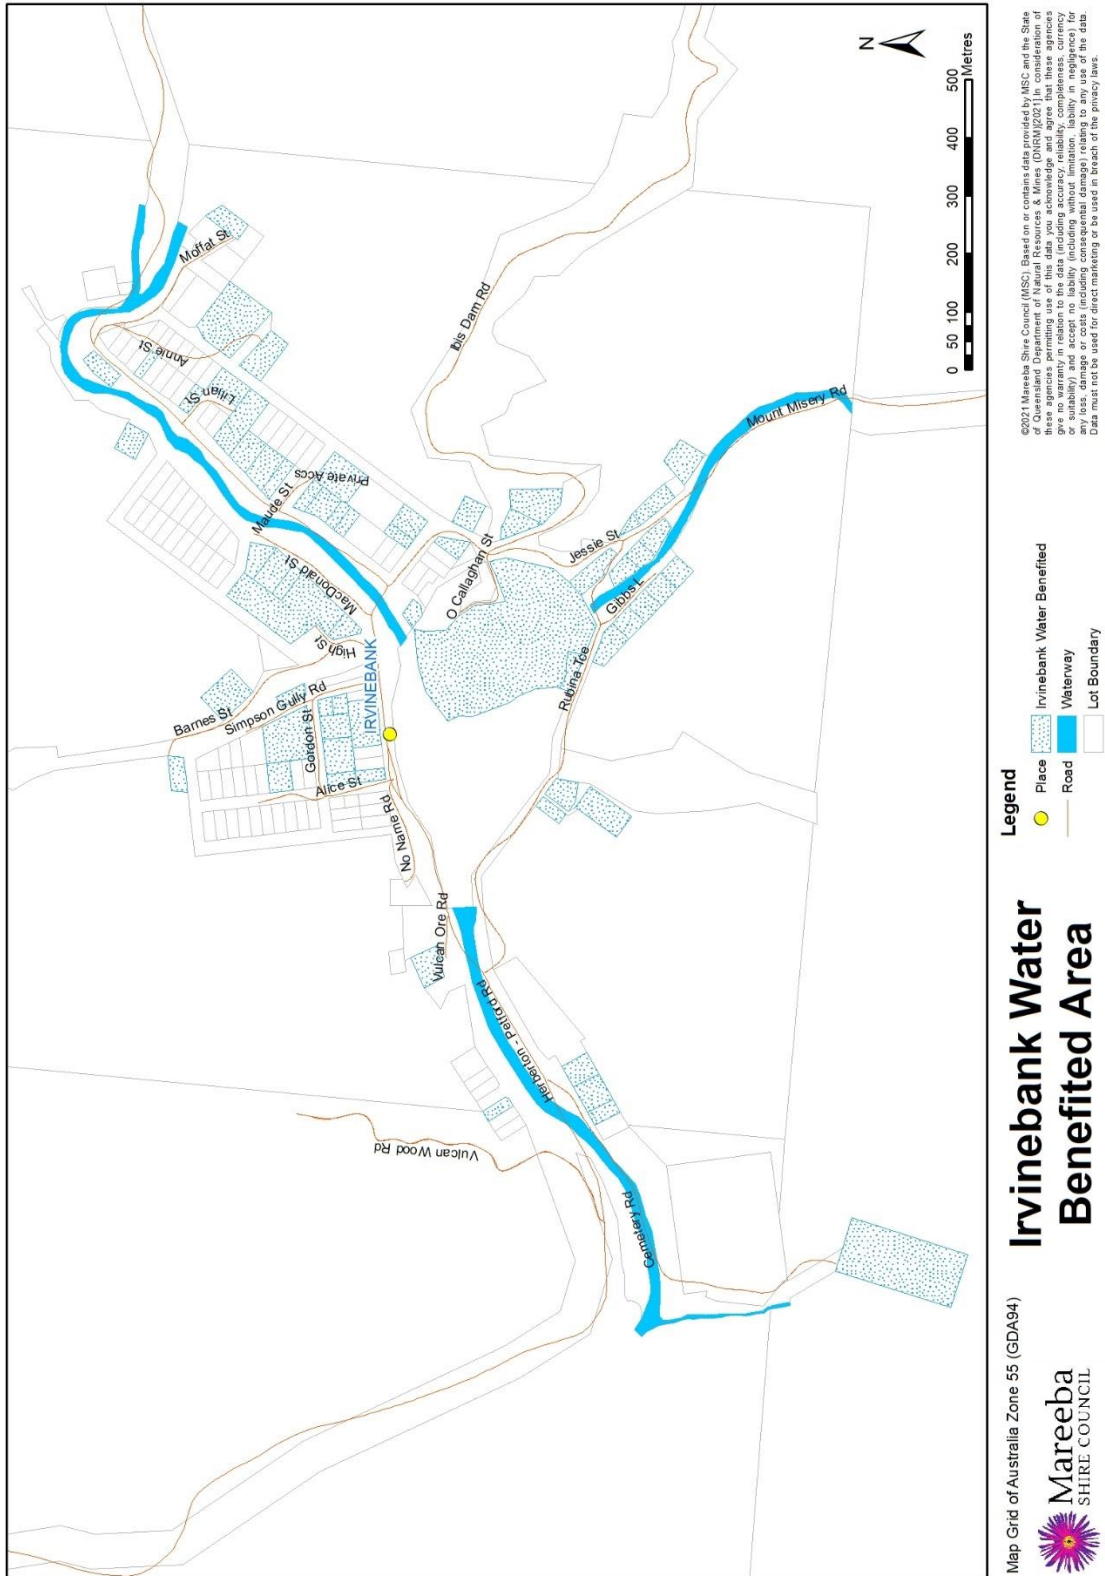 N
Moffat St
Annie St
Lilian St
Private Accs
Maude St
MacDonald St
High St
IRVINEBANK
Barnes St
Simpson Gully Rd
Gordon St
Alice St
No Name Rd
Vulcan Ore Rd
Vulcan Wood Rd
Herberton - Petford Rd
Cemetery Rd
Ibis Dam Rd
O Callaghan St
Jessie St
Gibbs L
Rubina Tce
Mount Misery Rd
0 50 100 200 300 400 500
Metres
Map Grid of Australia Zone 55 (GDA94)
Mareeba
SHIRE COUNCIL
Irvinebank Water
Benefited Area
Legend
Place
Road
Irvinebank Water Benefited
Waterway
Lot Boundary
©2021 Mareeba Shire Council (MSC). Based on or contains data provided by MSC and the State
of Queensland Department of Natural Resources & Mines (DNRM)[2021] In consideration of
these agencies permitting use of this data you acknowledge and agree that these agencies
give no warranty in relation to the data (including accuracy, reliability, completeness, currency
or suitability) and accept no liability (including without limitation, liability in negligence) for
any loss, damage or costs (including consequential damage) relating to any use of the data.
Data must not be used for direct marketing or be used in breach of the privacy laws.